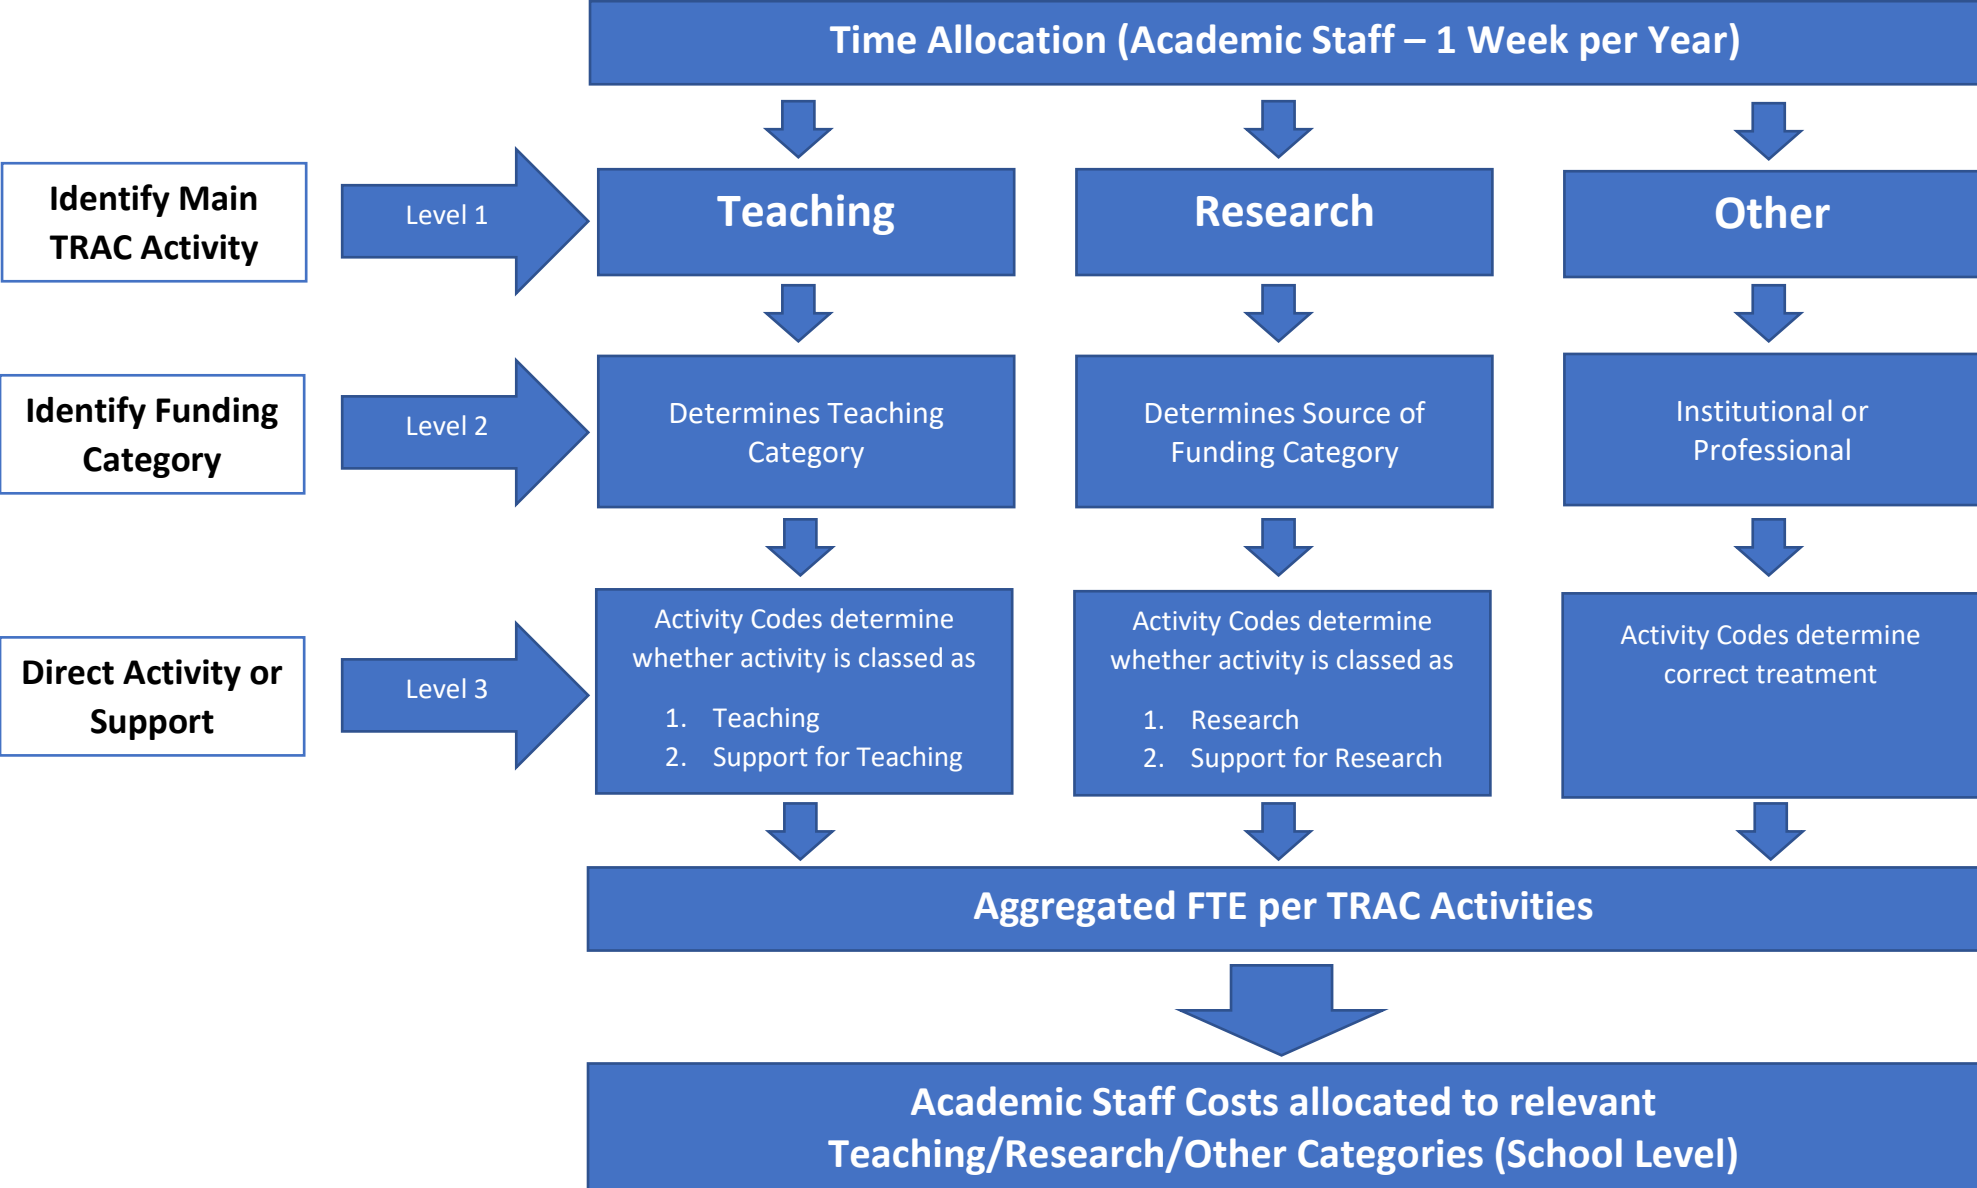 Time Allocation (Academic Staff – 1 Week per Year)
Identify Main
TRAC Activity
Level 1
Teaching
Research
Other
Identify Funding
Category
Level 2
Determines Teaching
Category
Determines Source of
Funding Category
Institutional or
Professional
Direct Activity or
Support
Level 3
Activity Codes determine
whether activity is classed as
1. Teaching
2. Support for Teaching
Activity Codes determine
whether activity is classed as
1. Research
2. Support for Research
Activity Codes determine
correct treatment
Aggregated FTE per TRAC Activities
Academic Staff Costs allocated to relevant
Teaching/Research/Other Categories (School Level)